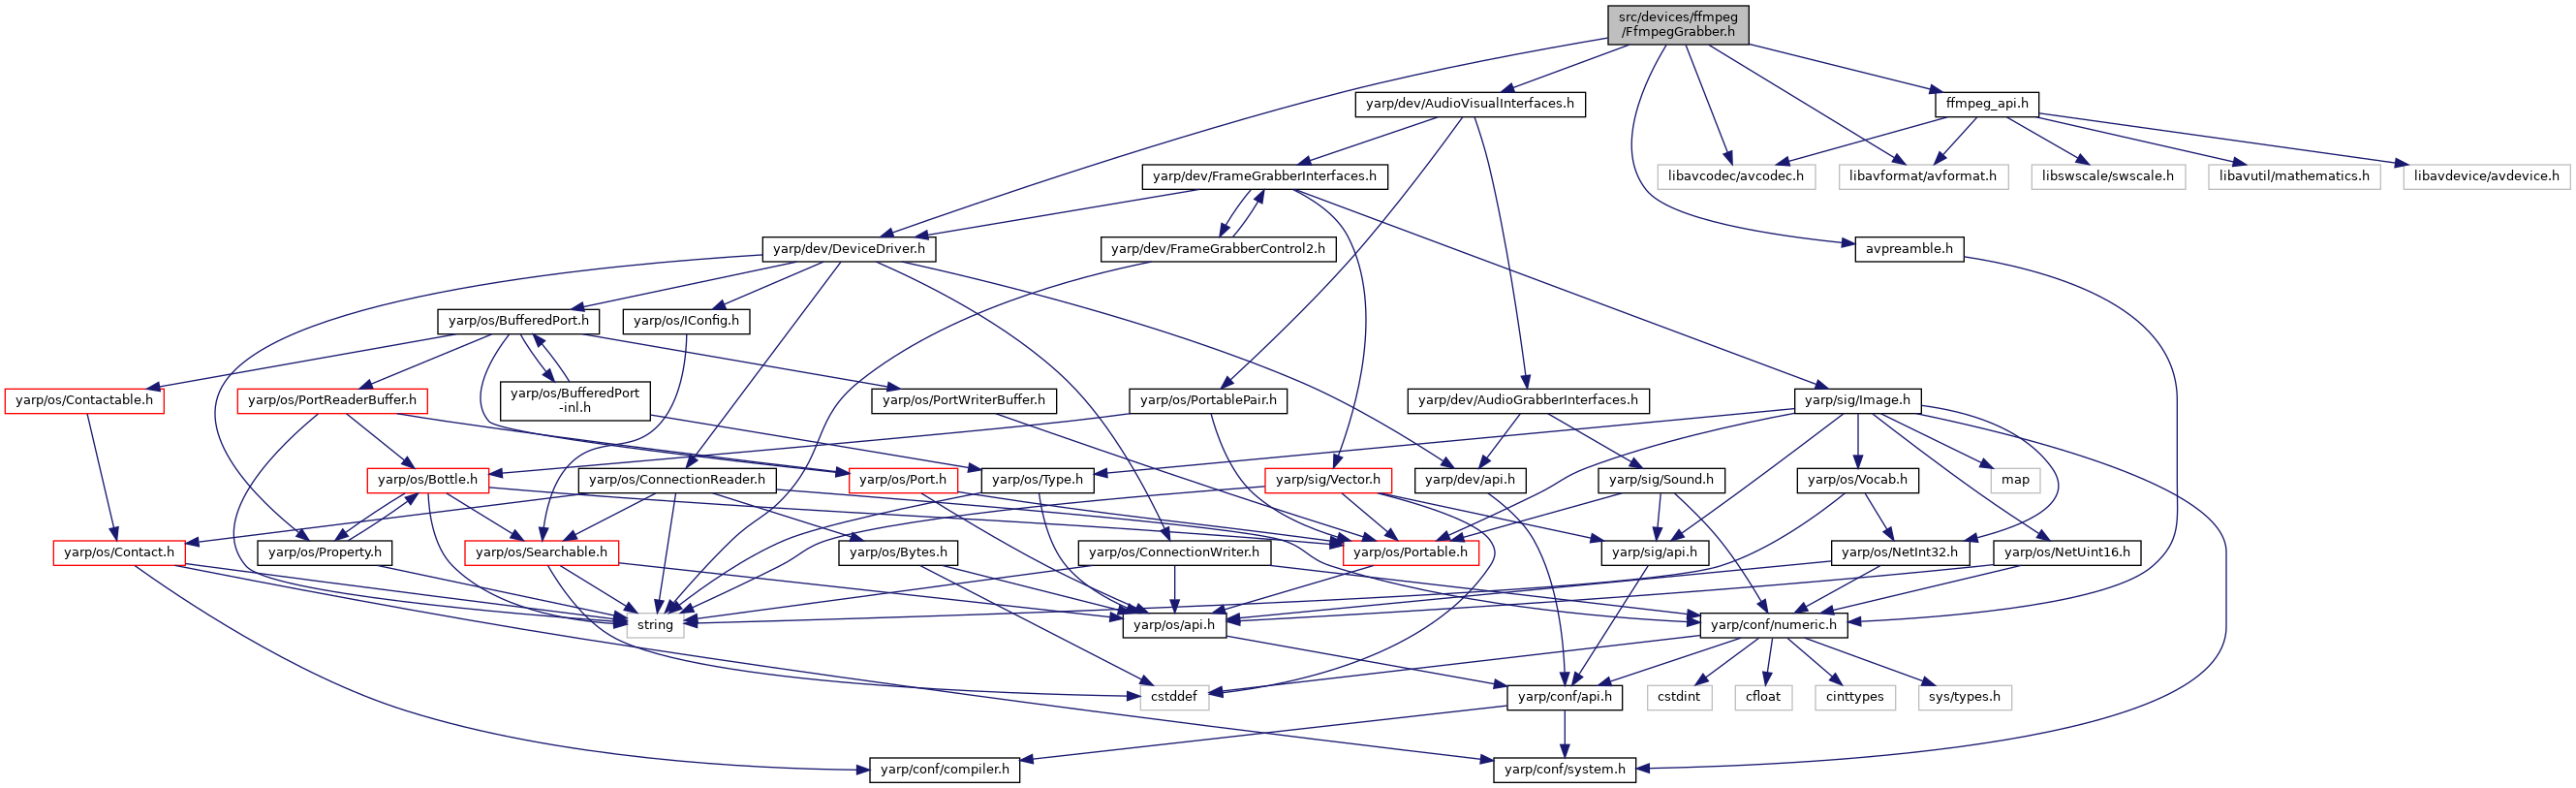 src/devices/ffmpeg
/FfmpegGrabber.h
yarp/dev/AudioVisualInterfaces.h
ffmpeg_api.h
yarp/dev/FrameGrabberInterfaces.h
libavcodec/avcodec.h
libavformat/avformat.h
libswscale/swscale.h
libavutil/mathematics.h
libavdevice/avdevice.h
yarp/dev/DeviceDriver.h
yarp/dev/FrameGrabberControl2.h
avpreamble.h
yarp/os/BufferedPort.h
yarp/os/IConfig.h
yarp/os/Contactable.h
yarp/os/PortReaderBuffer.h
yarp/os/BufferedPort
-inl.h
yarp/os/PortWriterBuffer.h
yarp/os/PortablePair.h
yarp/dev/AudioGrabberInterfaces.h
yarp/sig/Image.h
yarp/os/Bottle.h
yarp/os/ConnectionReader.h
yarp/os/Port.h
yarp/os/Type.h
yarp/sig/Vector.h
yarp/dev/api.h
yarp/sig/Sound.h
yarp/os/Vocab.h
map
yarp/os/Contact.h
yarp/os/Property.h
yarp/os/Searchable.h
yarp/os/Bytes.h
yarp/os/ConnectionWriter.h
yarp/os/Portable.h
yarp/sig/api.h
yarp/os/NetInt32.h
yarp/os/NetUint16.h
string
yarp/os/api.h
yarp/conf/numeric.h
cstddef
yarp/conf/api.h
cstdint
cfloat
cinttypes
sys/types.h
yarp/conf/compiler.h
yarp/conf/system.h